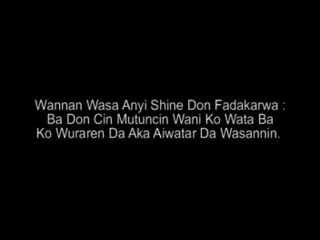 Wannan Wasa Anyi Shine Don Fadakarwa :
Ba Don Cin Mutuncin Wani Ko Wata Ba
Ko Wuraren Da Aka Aiwatar Da Wasannin.